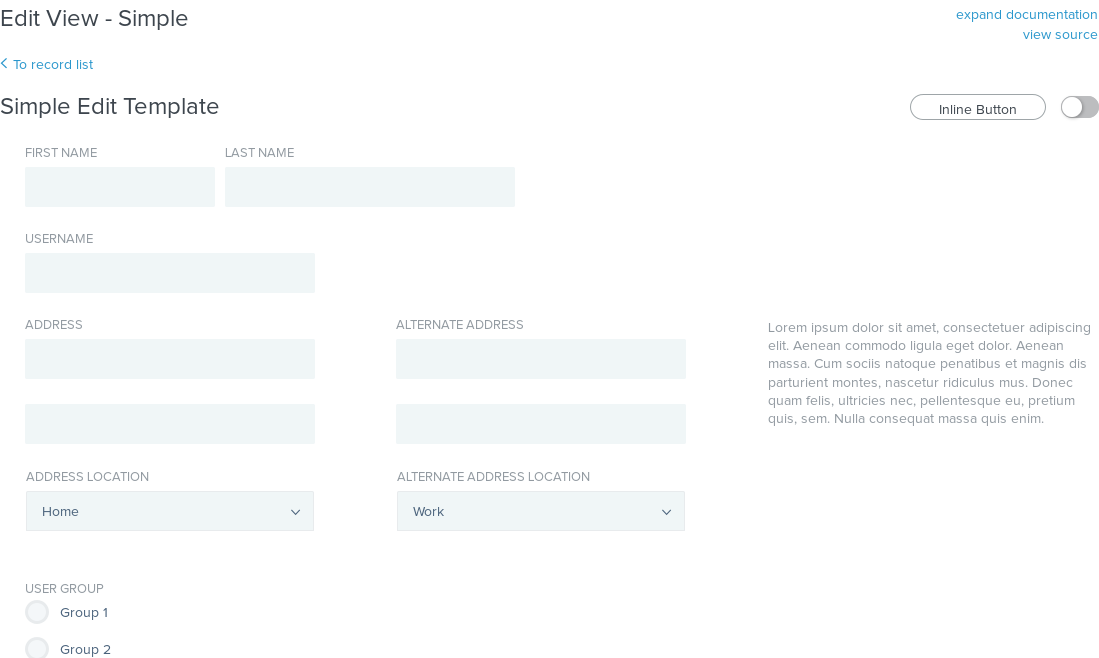 Edit View - Simple
expand documentation
view source
To record list
Simple Edit Template
Inline Button
FIRST NAME
LAST NAME
USERNAME
ADDRESS
ALTERNATE ADDRESS
Lorem ipsum dolor sit amet, consectetuer adipiscing
elit. Aenean commodo ligula eget dolor. Aenean
massa. Cum sociis natoque penatibus et magnis dis
parturient montes, nascetur ridiculus mus. Donec
quam felis, ultricies nec, pellentesque eu, pretium
quis, sem. Nulla consequat massa quis enim.
ADDRESS LOCATION
ALTERNATE ADDRESS LOCATION
Home
Work
USER GROUP
Group 1
Group 2